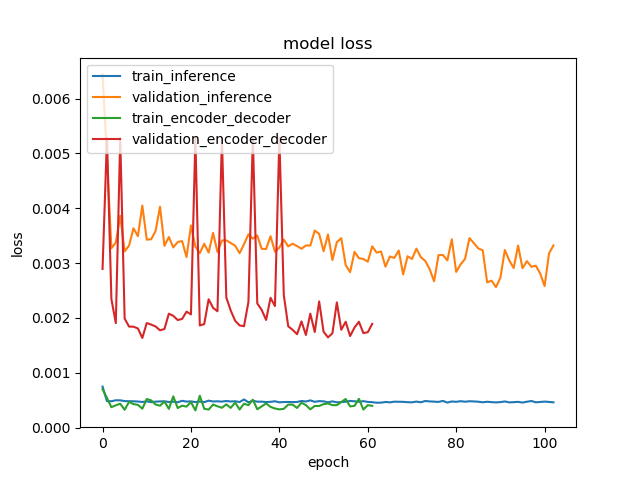 model loss
train_inference
validation_inference
train_encoder_decoder
validation_encoder_decoder
loss
0.006
0.005
0.004
0.003
0.002
0.001
0.000
0 20 40 60 80 100
epoch